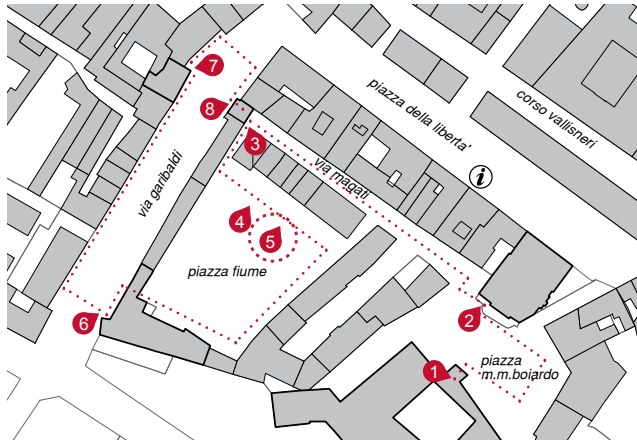 7
8
3
piazza della liberta'
corso vallisneri
via magati
i
via garibaldi
4
5
piazza fiume
6
2
1
piazza
m.m.boiardo